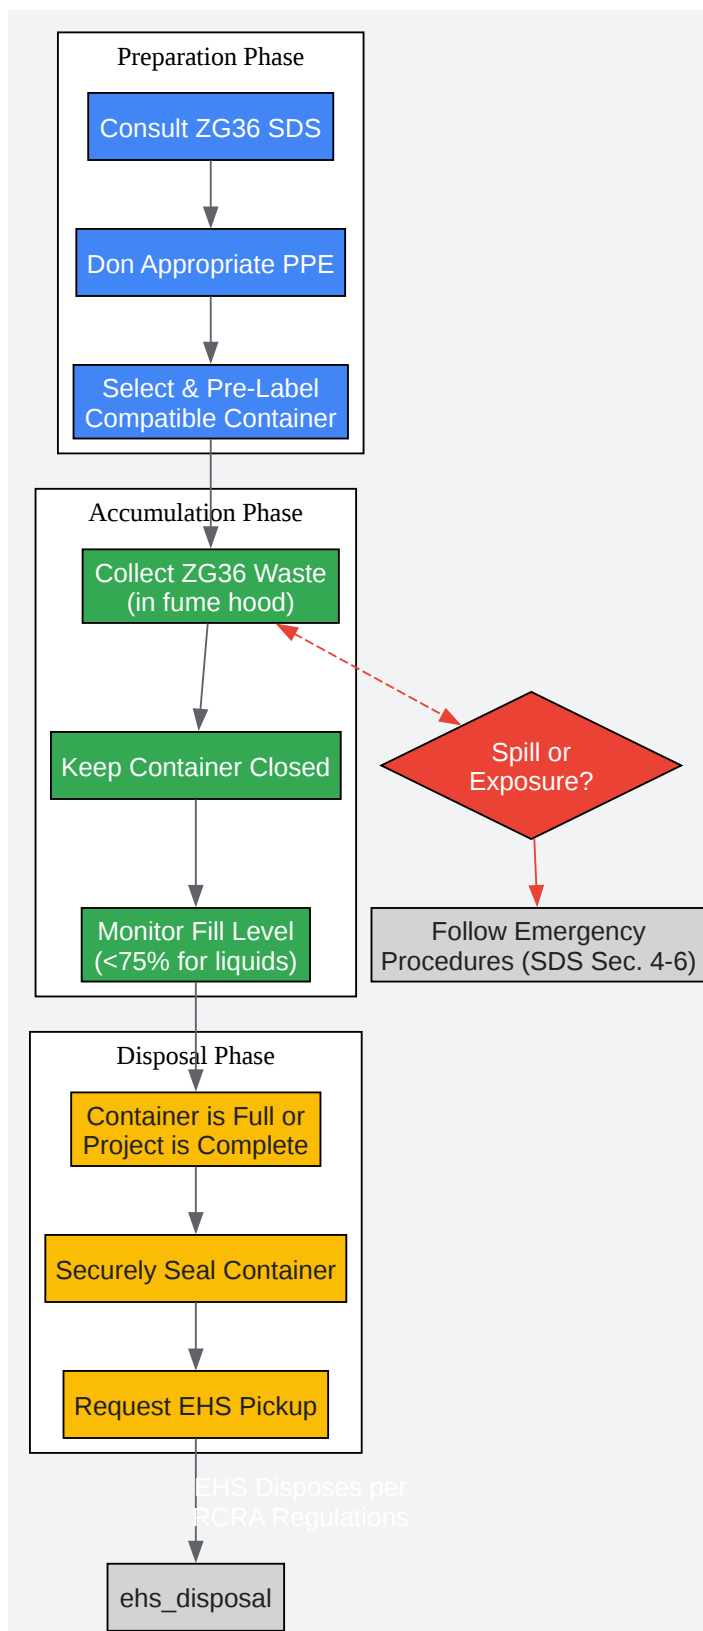 Preparation Phase
Consult ZG36 SDS
Don Appropriate PPE
Select & Pre-Label
Compatible Container
Accumulation Phase
Collect ZG36 Waste
(in fume hood)
Keep Container Closed
Spill or
Exposure?
Monitor Fill Level
(<75% for liquids)
Follow Emergency
Procedures (SDS Sec. 4-6)
Disposal Phase
Container is Full or
Project is Complete
Securely Seal Container
Request EHS Pickup
EHS Disposes per
RCRA Regulations
ehs_disposal